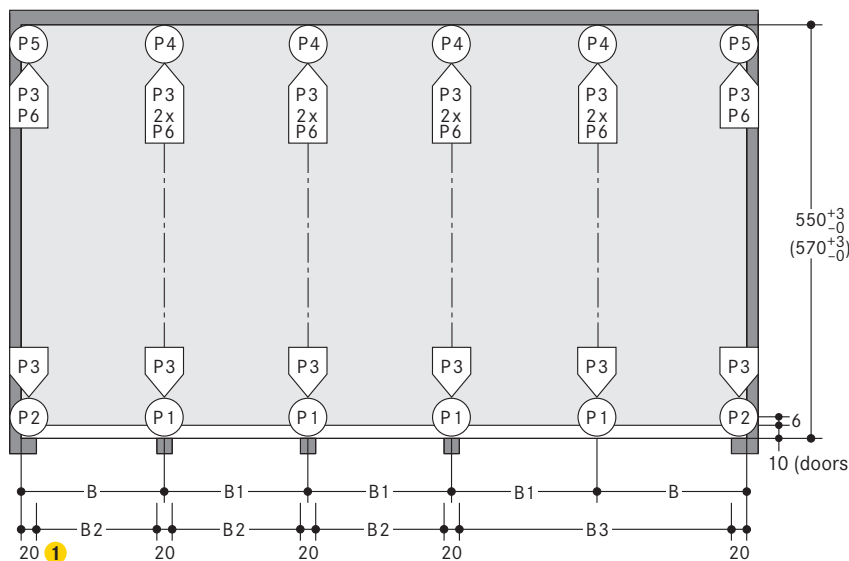 P5 P4 P4 P4 P4 P5
P3 P3 P3 P3 P3 P3
P6 2x 2x 2x 2x P6
P6 P6 P6 P6
550 +3 -0
(570 +3 -0)
P3 P3 P3 P3 P3 P3
P2 P1 P1 P1 P1 P2
6
10 (doors
B B1 B1 B1 B
B2 B2 B2 B3
20 1 20 20 20 20